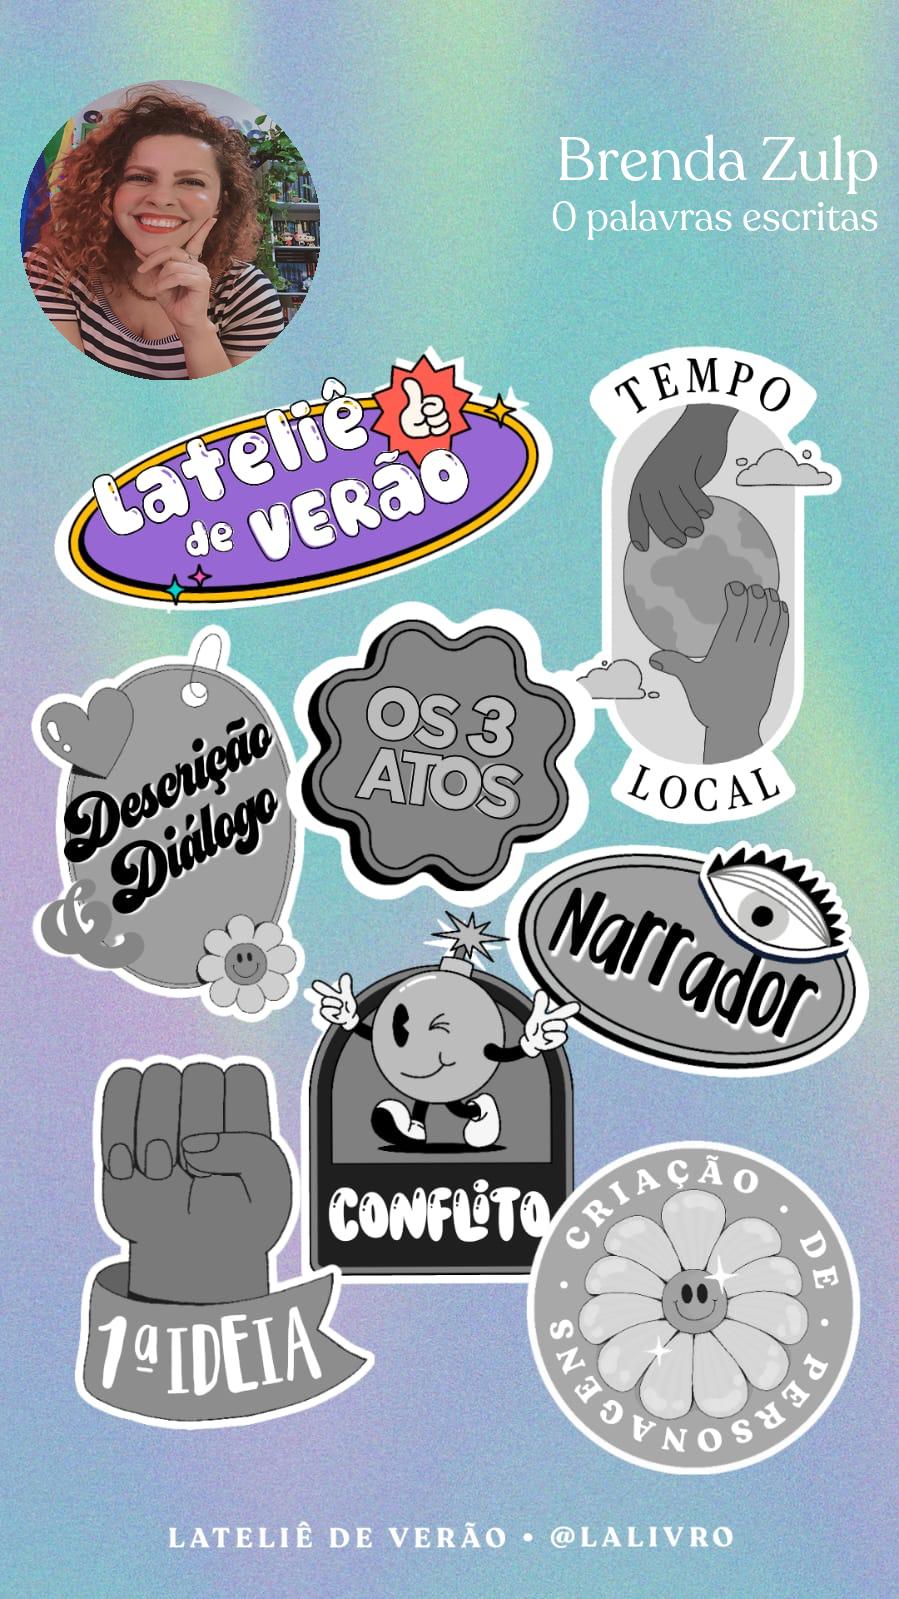 Brenda Zulp
0 palavras escritas
Lateliê
de VERÃO
TEMPO
LOCAL
OS 3
ATOS
Descrição
Diálogo
&
Narrador
CONFLITO
1ª IDEIA
CRIAÇÃO · DE · PERSONAGENS ·
LATELIÊ DE VERÃO • @LALIVRO